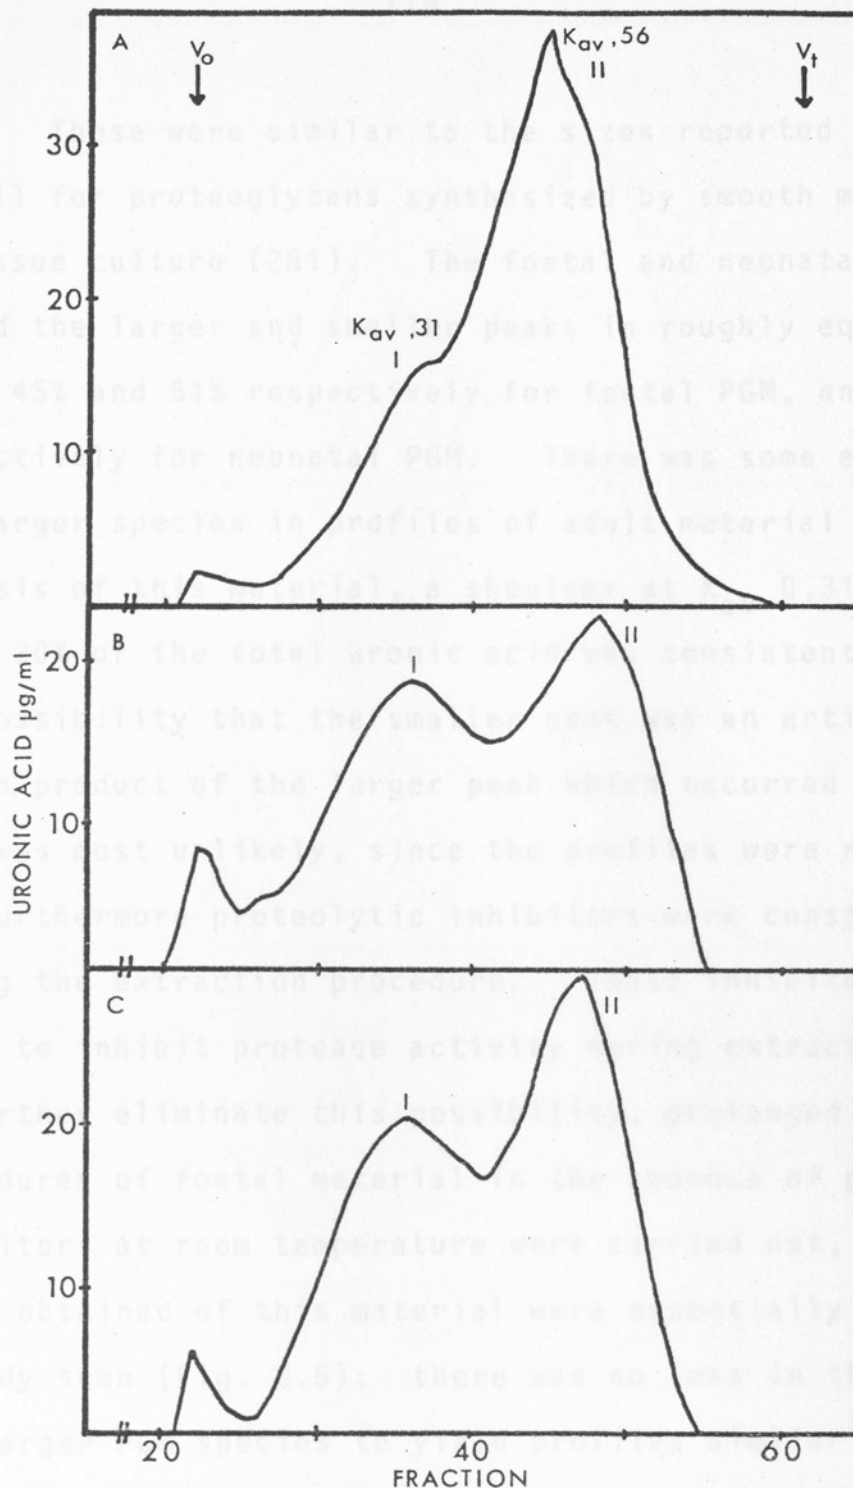 A
V₀
K_av ,56
II
V_t
30
20
K_av ,31
I
10
B
20
I
II
10
URONIC ACID µg/ml
C
20
I
II
10
20
40
60
FRACTION
These were similar to the sizes reported
for proteoglycans synthesized by smooth m
ssue culture (281). The foetal and neonata
d the larger and smaller peaks in roughly eq
45% and 51% respectively for foetal PGM, an
ctively for neonatal PGM. There was some e
arger species in profiles of adult material
sis of this material, a shoulder at K 0.31
20% of the total uronic acid was consistent
ossibility that the smaller peak was an arti
n product of the larger peak which occurred
was most unlikely, since the profiles were r
urthermore proteolytic inhibitors were const
g the extraction procedure. These inhibito
to inhibit protease activity during extract
rther eliminate this possibility, prolonged
dures of foetal material in the absence of p
itors at room temperature were carried out,
obtained of this material were essentially
dy seen (Fig. 2.5): there was no loss in th
arger species to yield profiles similar